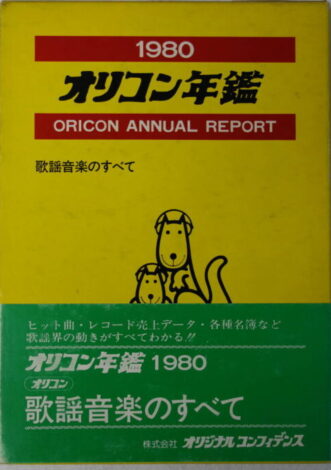 1980
オリコン年鑑
ORICON ANNUAL REPORT
歌謡音楽のすべて
ヒット曲・レコード売上データ・各種名簿など
歌謡界の動きがすべてわかる!!
オリコン年鑑 1980
オリコン
歌謡音楽のすべて
株式会社 オリジナル コンフィデンス